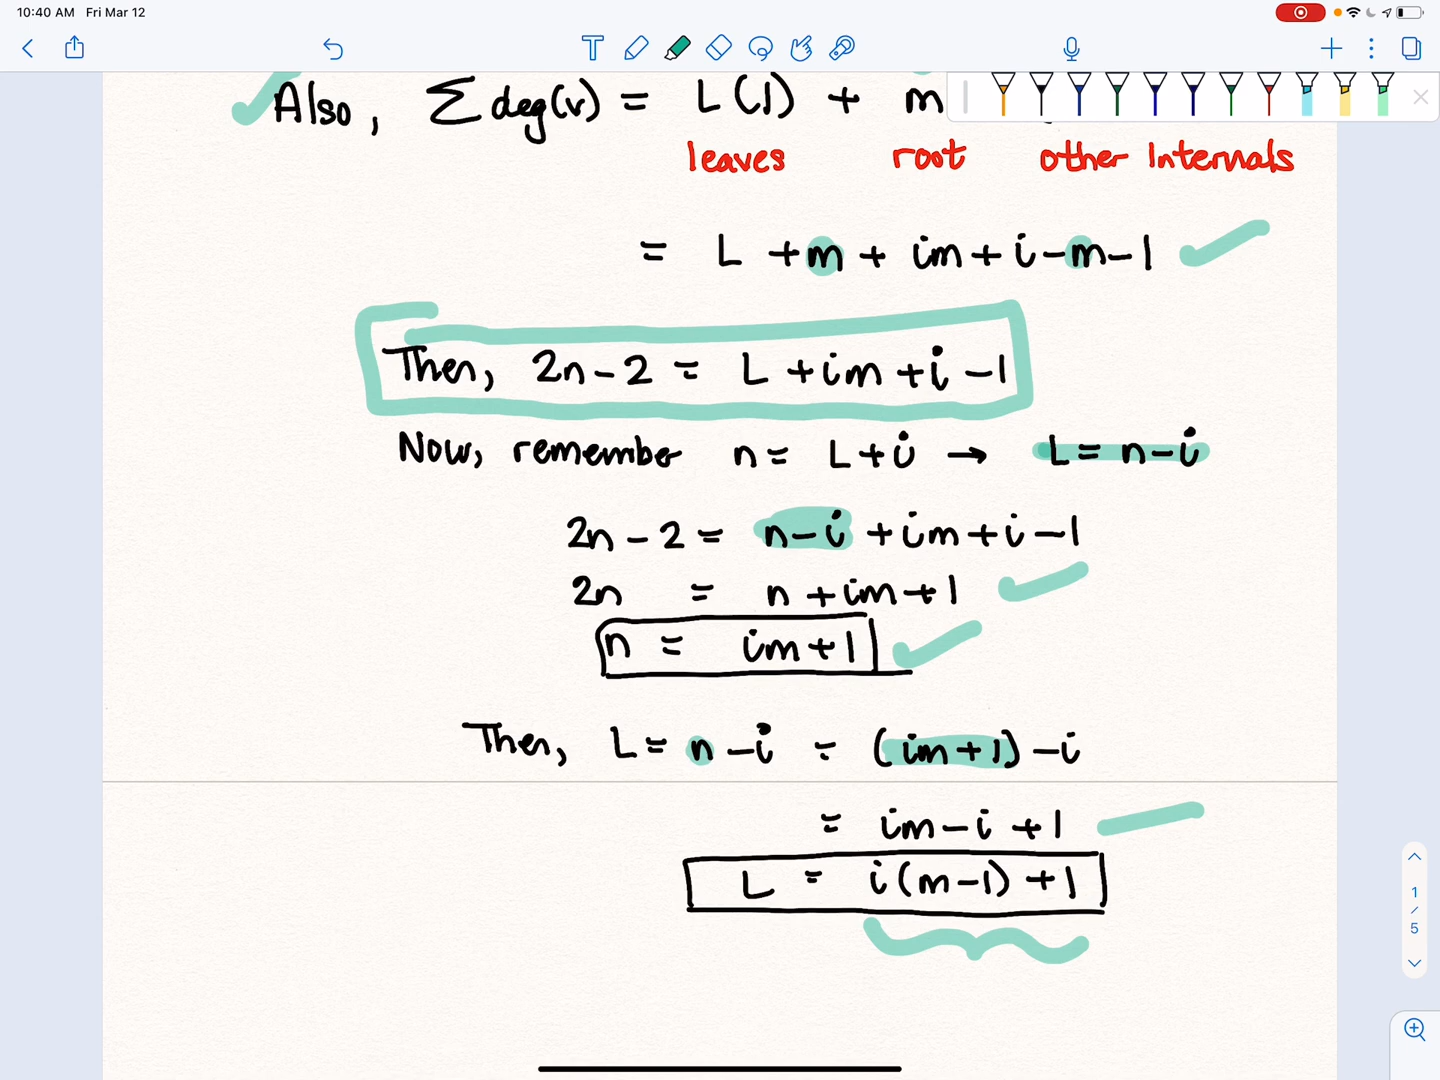 10:40 AM Fri Mar 12
Also, Σ deg(v) = L(1) + m
leaves root other Internals
= L + m + im + i - m - 1
Then, 2n - 2 = L + im + i - 1
Now, remember n = L + i → L = n - i
2n - 2 = n - i + im + i - 1
2n = n + im + 1
n = im + 1
Then, L = n - i = (im + 1) - i
= im - i + 1
L = i(m - 1) + 1
1
/
5